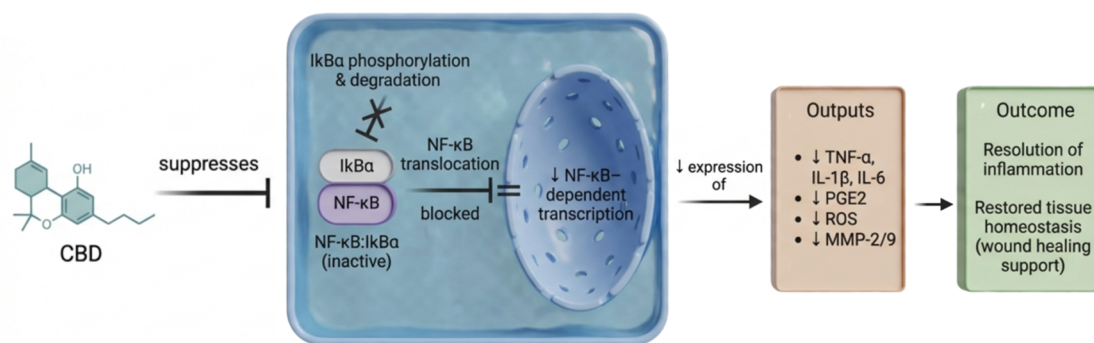 OH
O
CBD
suppresses
IkBα phosphorylation
& degradation
IkBα
NF-κB
NF-κB:IkBα
(inactive)
NF-κB
translocation
blocked
↓ NF-κB–
dependent
transcription
↓ expression
of
Outputs
• ↓ TNF-α,
IL-1β, IL-6
• ↓ PGE2
• ↓ ROS
• ↓ MMP-2/9
Outcome
Resolution of
inflammation
Restored tissue
homeostasis
(wound healing
support)